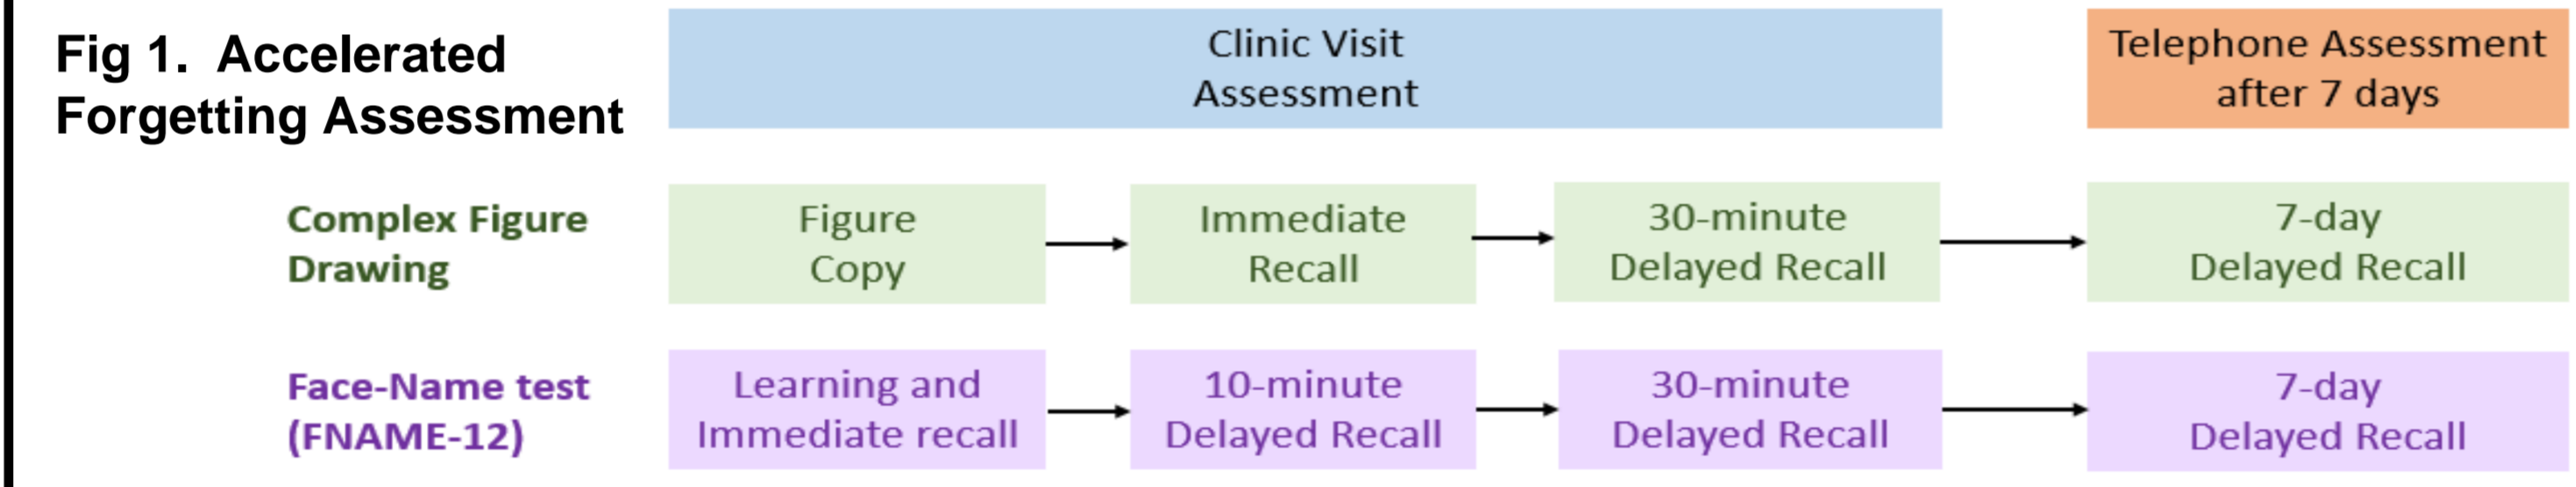 Fig 1. Accelerated
Forgetting Assessment
Clinic Visit
Assessment
Telephone Assessment
after 7 days
Complex Figure
Drawing
Figure
Copy
Immediate
Recall
30-minute
Delayed Recall
7-day
Delayed Recall
Face-Name test
(FNAME-12)
Learning and
Immediate recall
10-minute
Delayed Recall
30-minute
Delayed Recall
7-day
Delayed Recall